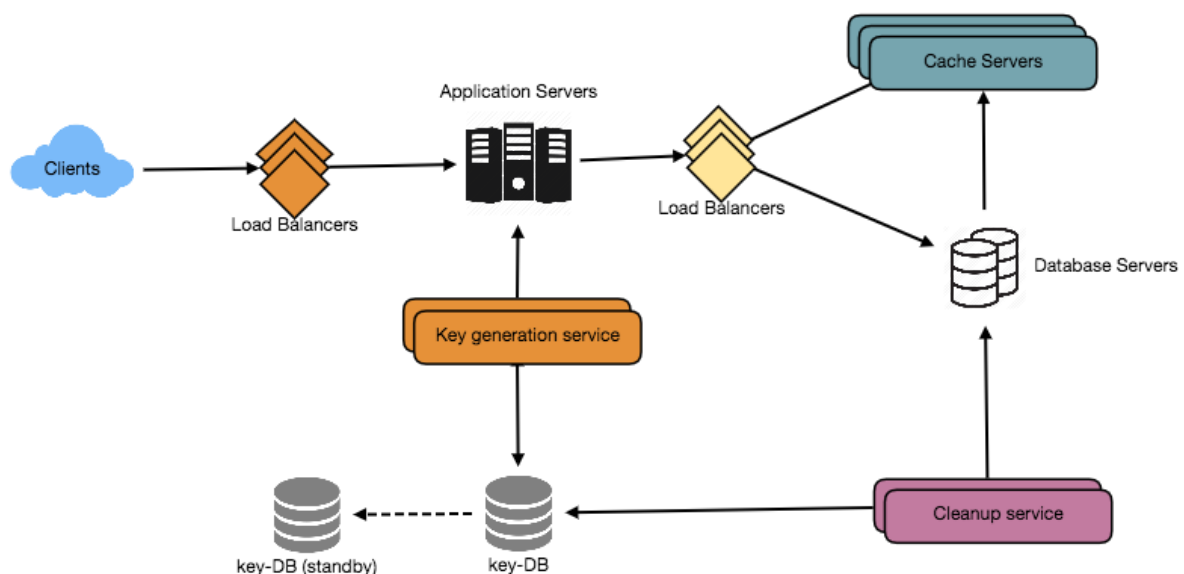 Cache Servers
Application Servers
Clients
Load Balancers
Load Balancers
Database Servers
Key generation service
Cleanup service
key-DB (standby)
key-DB